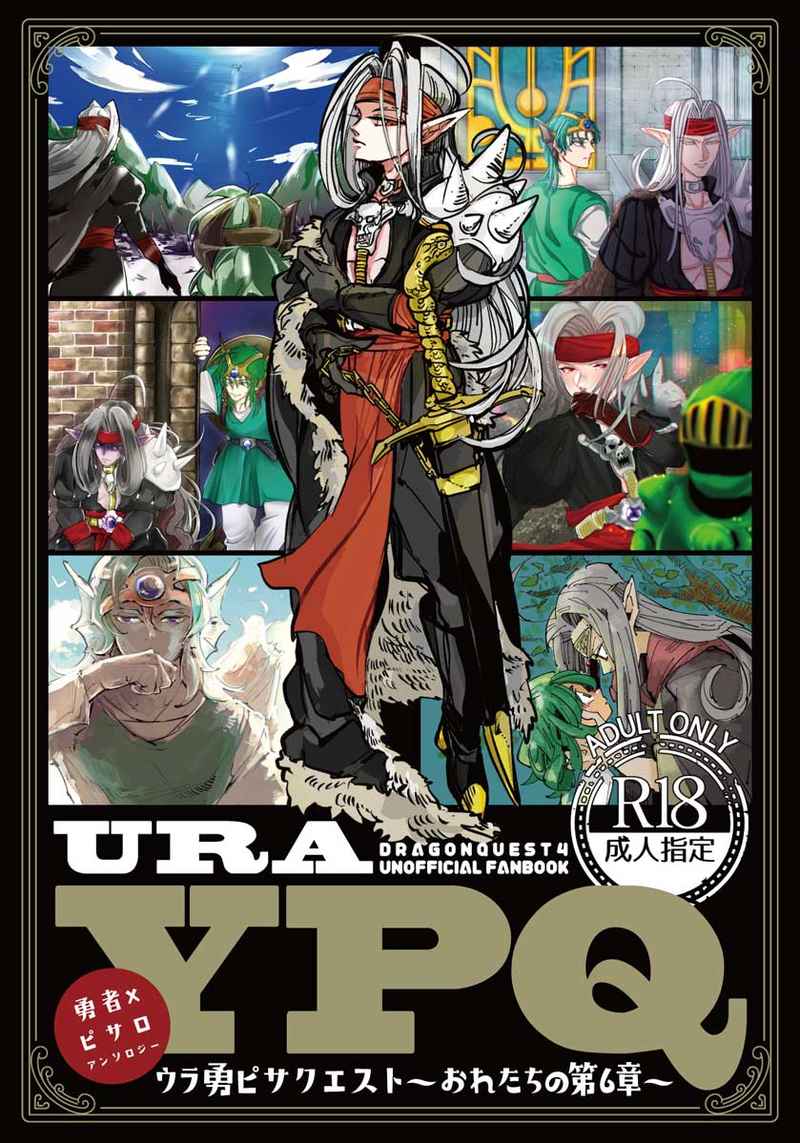 ADULT ONLY
R18
成人指定
URA
DRAGONQUEST4
UNOFFICIAL FANBOOK
YPQ
勇者×
ピサロ
アンソロジー
ウラ勇ピサクエスト～おれたちの第6章～